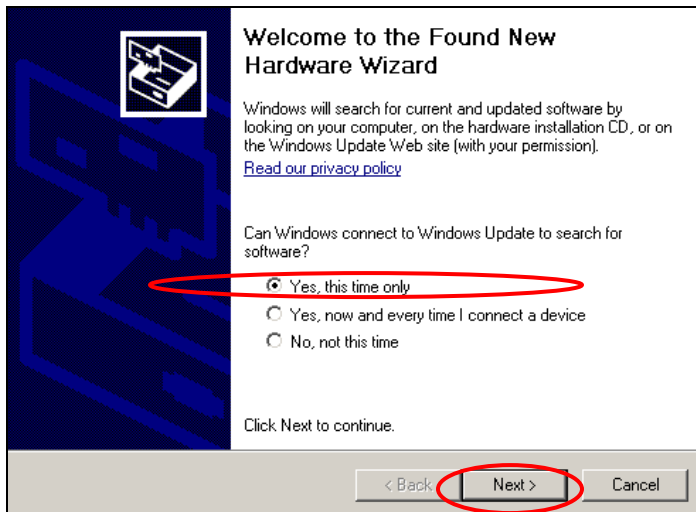 Welcome to the Found New
Hardware Wizard
Windows will search for current and updated software by
looking on your computer, on the hardware installation CD, or on
the Windows Update Web site (with your permission).
Read our privacy policy
Can Windows connect to Windows Update to search for
software?
Yes, this time only
Yes, now and every time I connect a device
No, not this time
Click Next to continue.
< Back
Next >
Cancel